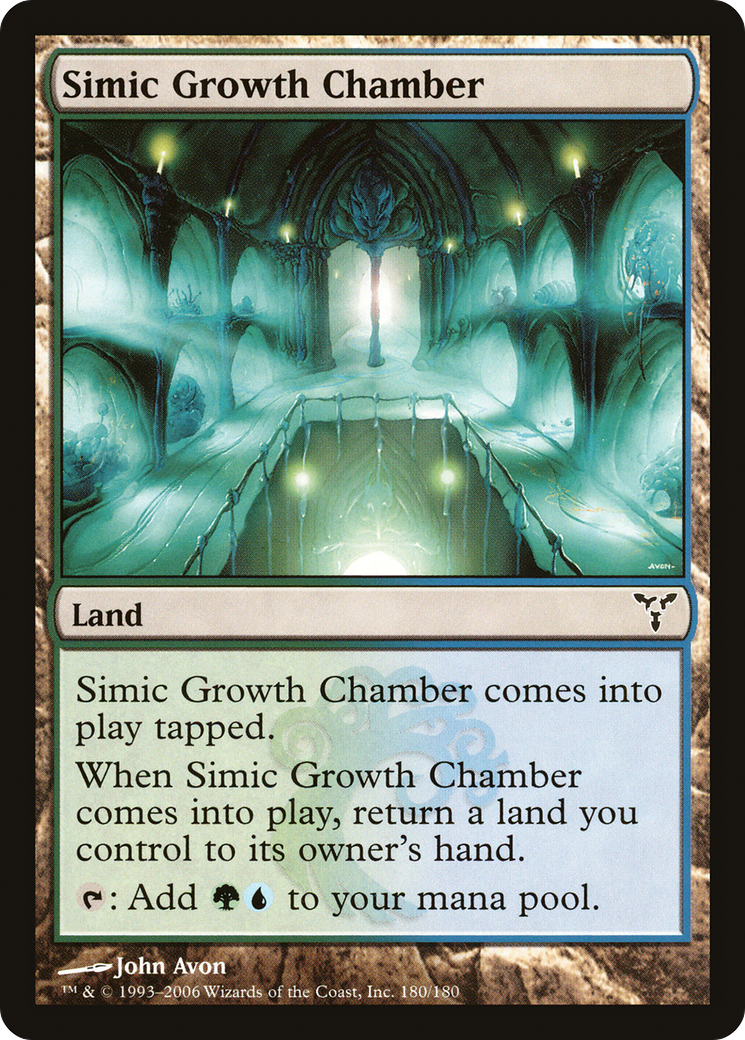 Simic Growth Chamber
AVON-
Land
Simic Growth Chamber comes into
play tapped.
When Simic Growth Chamber
comes into play, return a land you
control to its owner's hand.
: Add to your mana pool.
John Avon
™ & © 1993–2006 Wizards of the Coast, Inc. 180/180